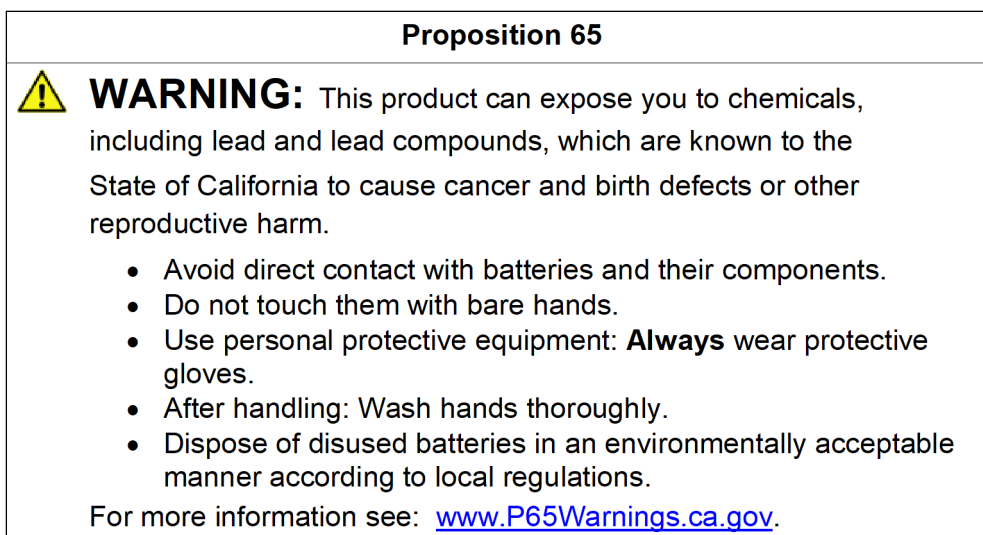 Proposition 65
WARNING: This product can expose you to chemicals,
including lead and lead compounds, which are known to the
State of California to cause cancer and birth defects or other
reproductive harm.
• Avoid direct contact with batteries and their components.
• Do not touch them with bare hands.
• Use personal protective equipment: Always wear protective
gloves.
• After handling: Wash hands thoroughly.
• Dispose of disused batteries in an environmentally acceptable
manner according to local regulations.
For more information see: www.P65Warnings.ca.gov.